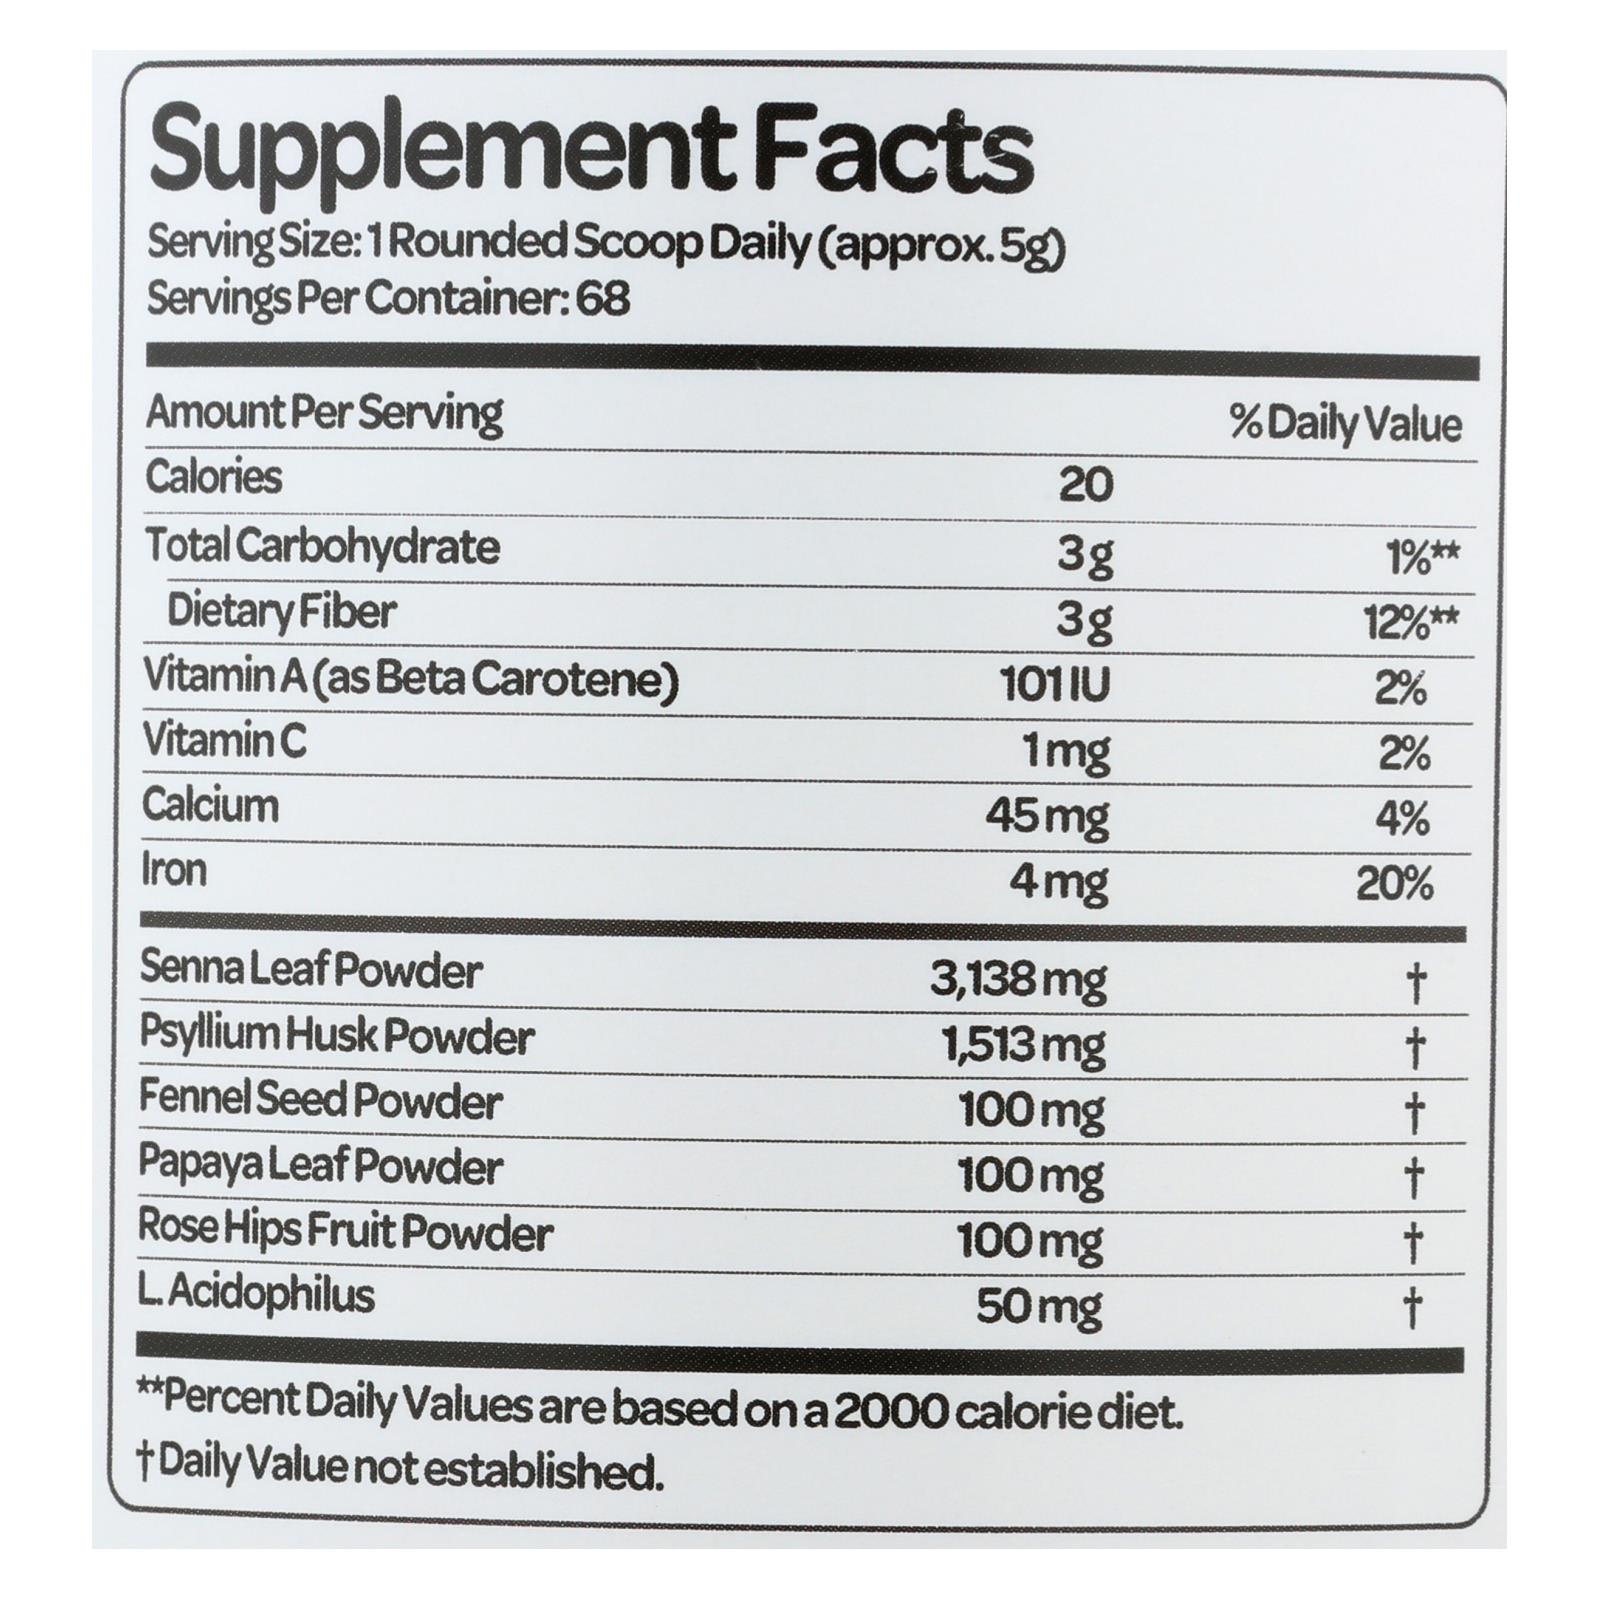 Supplement Facts
Serving Size: 1 Rounded Scoop Daily (approx. 5g)
Servings Per Container: 68
Amount Per Serving % Daily Value
Calories 20
Total Carbohydrate 3g 1%**
Dietary Fiber 3g 12%**
Vitamin A (as Beta Carotene) 101 IU 2%
Vitamin C 1mg 2%
Calcium 45mg 4%
Iron 4mg 20%
Senna Leaf Powder 3,138mg †
Psyllium Husk Powder 1,513mg †
Fennel Seed Powder 100mg †
Papaya Leaf Powder 100mg †
Rose Hips Fruit Powder 100mg †
L. Acidophilus 50mg †
**Percent Daily Values are based on a 2000 calorie diet.
† Daily Value not established.